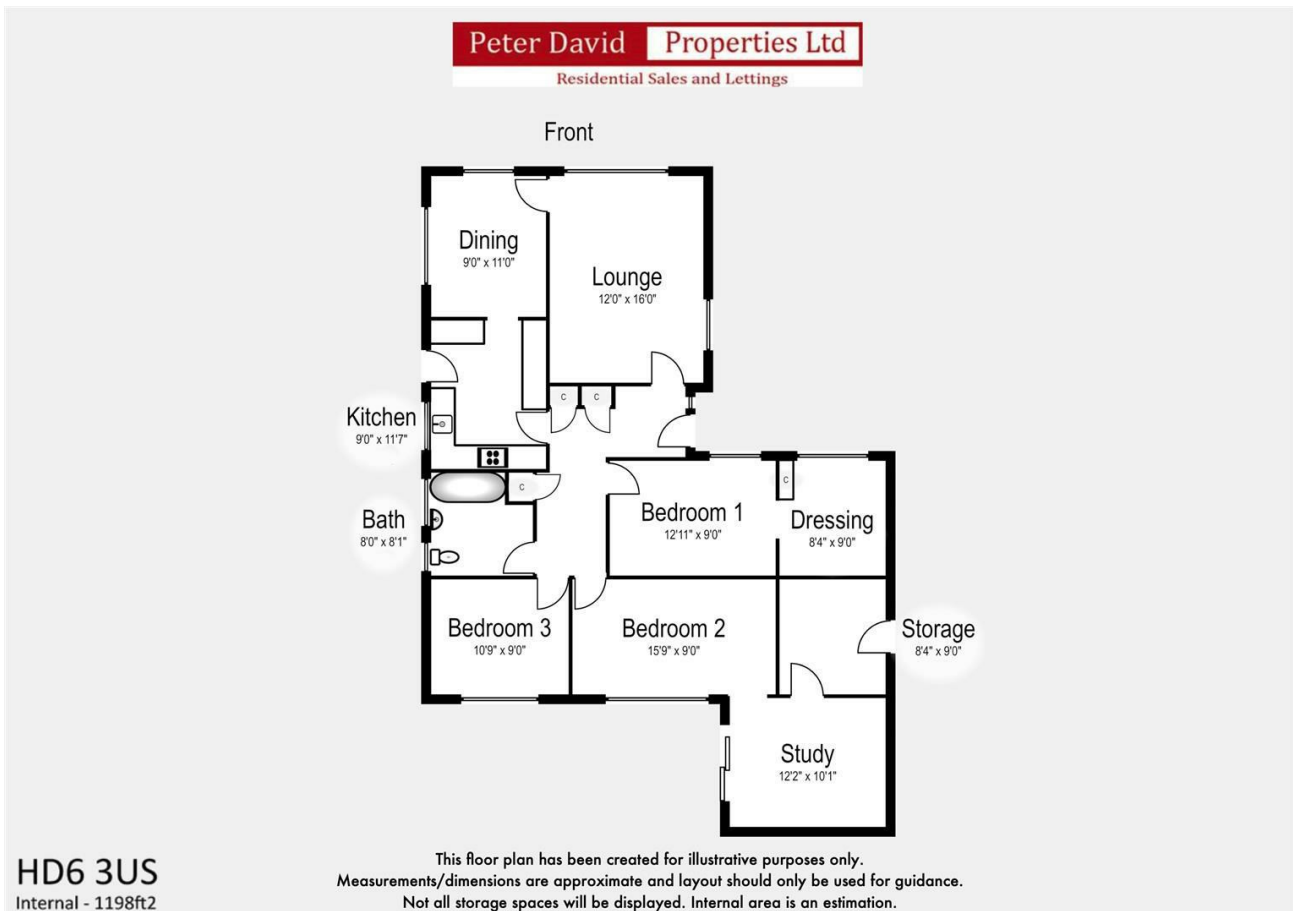 Peter David Properties Ltd
Residential Sales and Lettings
Front
Dining
9'0" x 11'0"
Lounge
12'0" x 16'0"
C
C
Kitchen
9'0" x 11'7"
C
C
Bath
8'0" x 8'1"
Bedroom 1
12'11" x 9'0"
Dressing
8'4" x 9'0"
Bedroom 3
10'9" x 9'0"
Bedroom 2
15'9" x 9'0"
Storage
8'4" x 9'0"
Study
12'2" x 10'1"
HD6 3US
Internal - 1198ft2
This floor plan has been created for illustrative purposes only.
Measurements/dimensions are approximate and layout should only be used for guidance.
Not all storage spaces will be displayed. Internal area is an estimation.